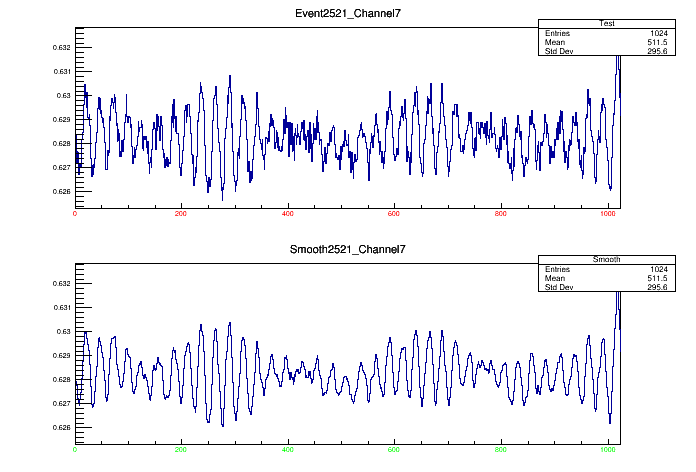 Event2521_Channel7
Test
Entries 1024
Mean 511.5
Std Dev 295.6
0.632
0.631
0.63
0.629
0.628
0.627
0.626
0 200 400 600 800 1000
Smooth2521_Channel7
Smooth
Entries 1024
Mean 511.5
Std Dev 295.6
0.632
0.631
0.63
0.629
0.628
0.627
0.626
0 200 400 600 800 1000